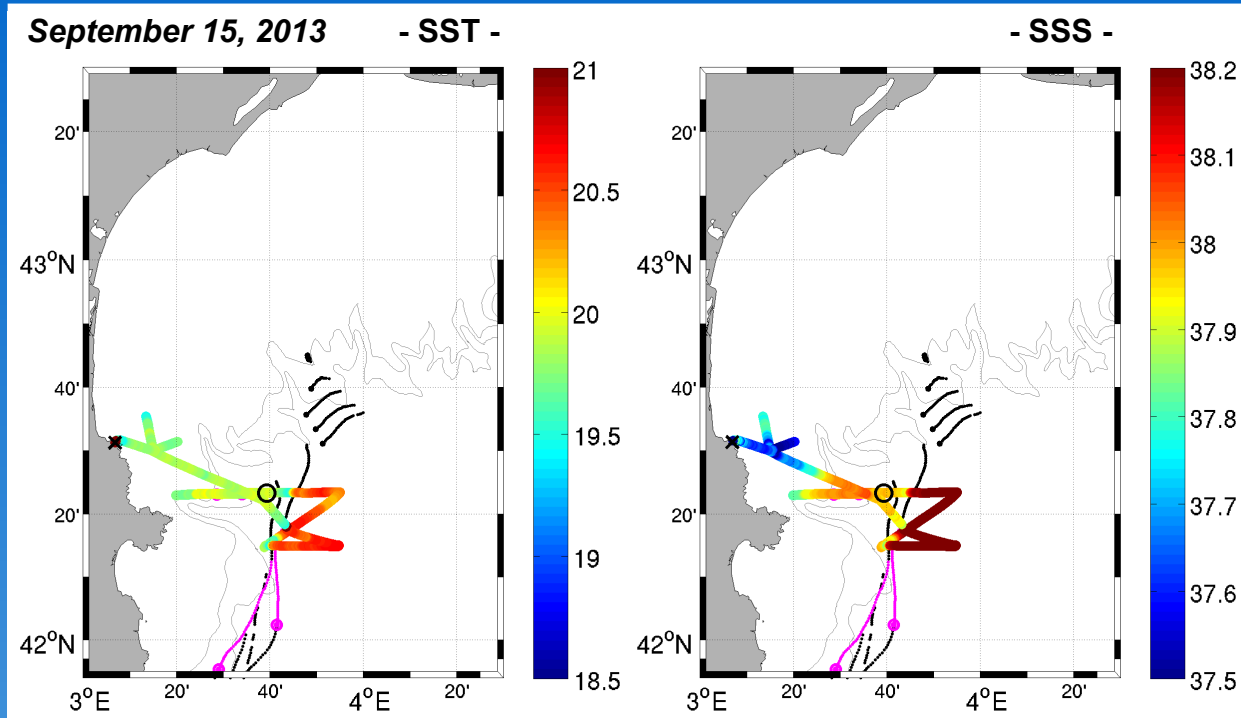 September 15, 2013 - SST - - SSS -
21
20.5
20
19.5
19
18.5
20'
43°N
40'
20'
42°N
3°E 20' 40' 4°E 20'
38.2
38.1
38
37.9
37.8
37.7
37.6
37.5
20'
43°N
40'
20'
42°N
3°E 20' 40' 4°E 20'